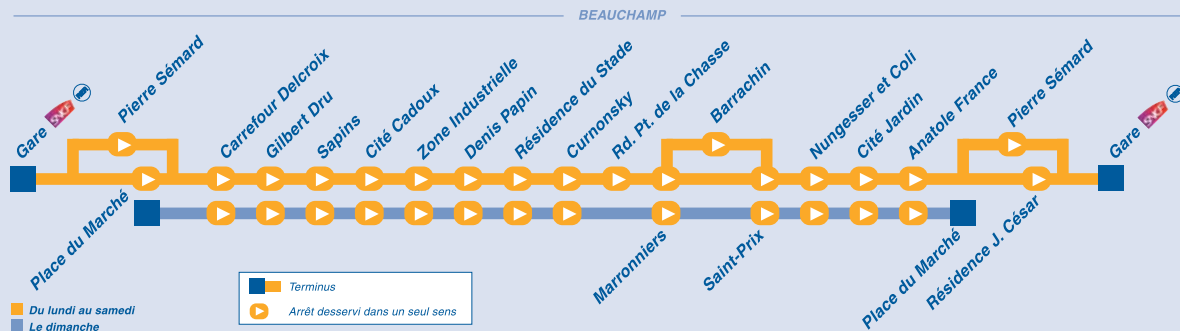 BEAUCHAMP
Gare SNCF
Pierre Sémard
Carrefour Delcroix
Gilbert Dru
Sapins
Cité Cadoux
Zone Industrielle
Denis Papin
Résidence du Stade
Curnonsky
Rd. Pt. de la Chasse
Barrachin
Nungesser et Coli
Cité Jardin
Anatole France
Pierre Sémard
Gare SNCF
Place du Marché
Marronniers
Saint-Prix
Place du Marché
Résidence J. César
Terminus
Arrêt desservi dans un seul sens
Du lundi au samedi
Le dimanche